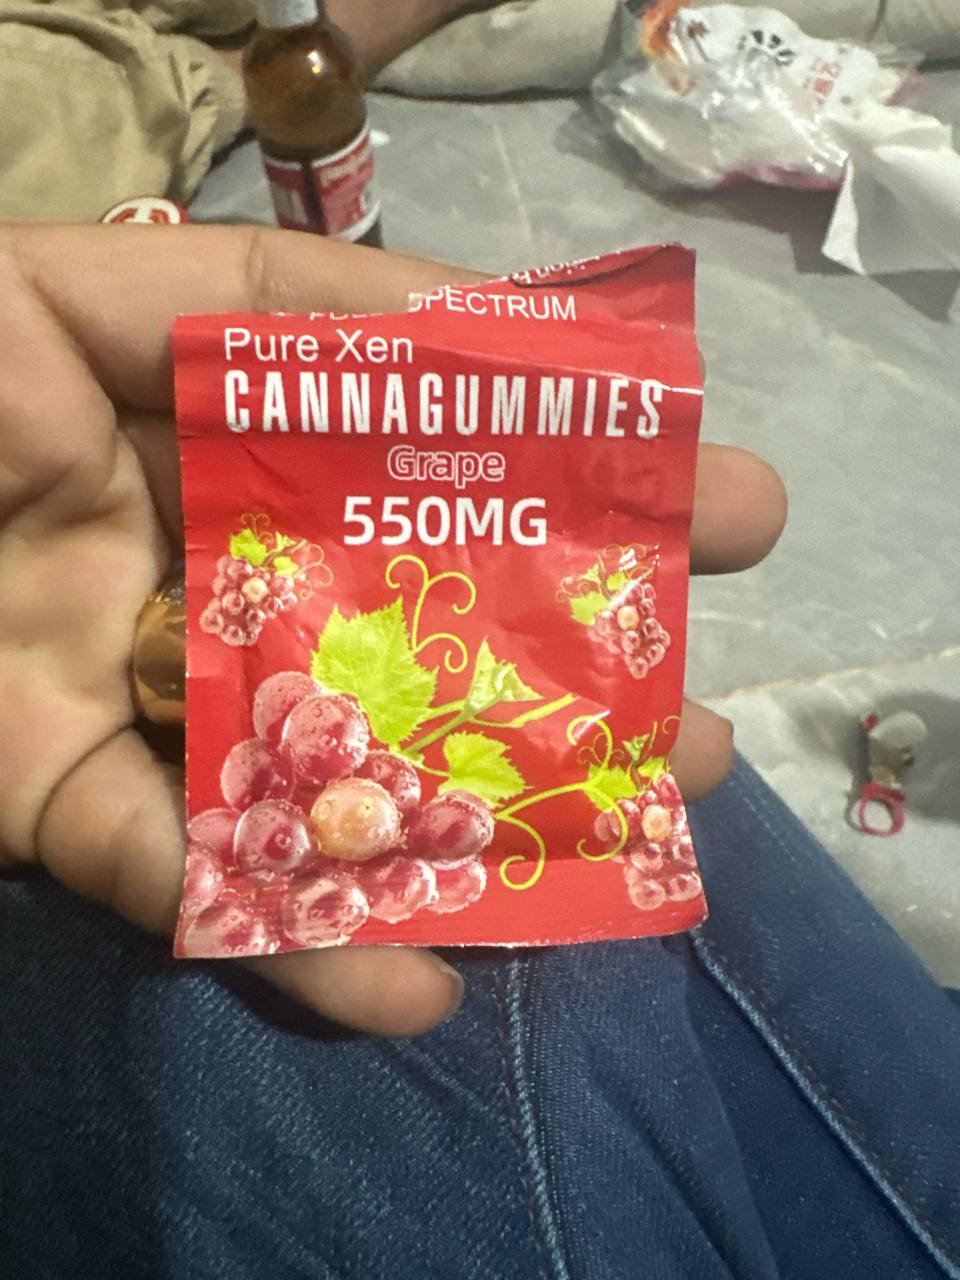 SPECTRUM
Pure Xen
CANNAGUMMIES
Grape
550MG